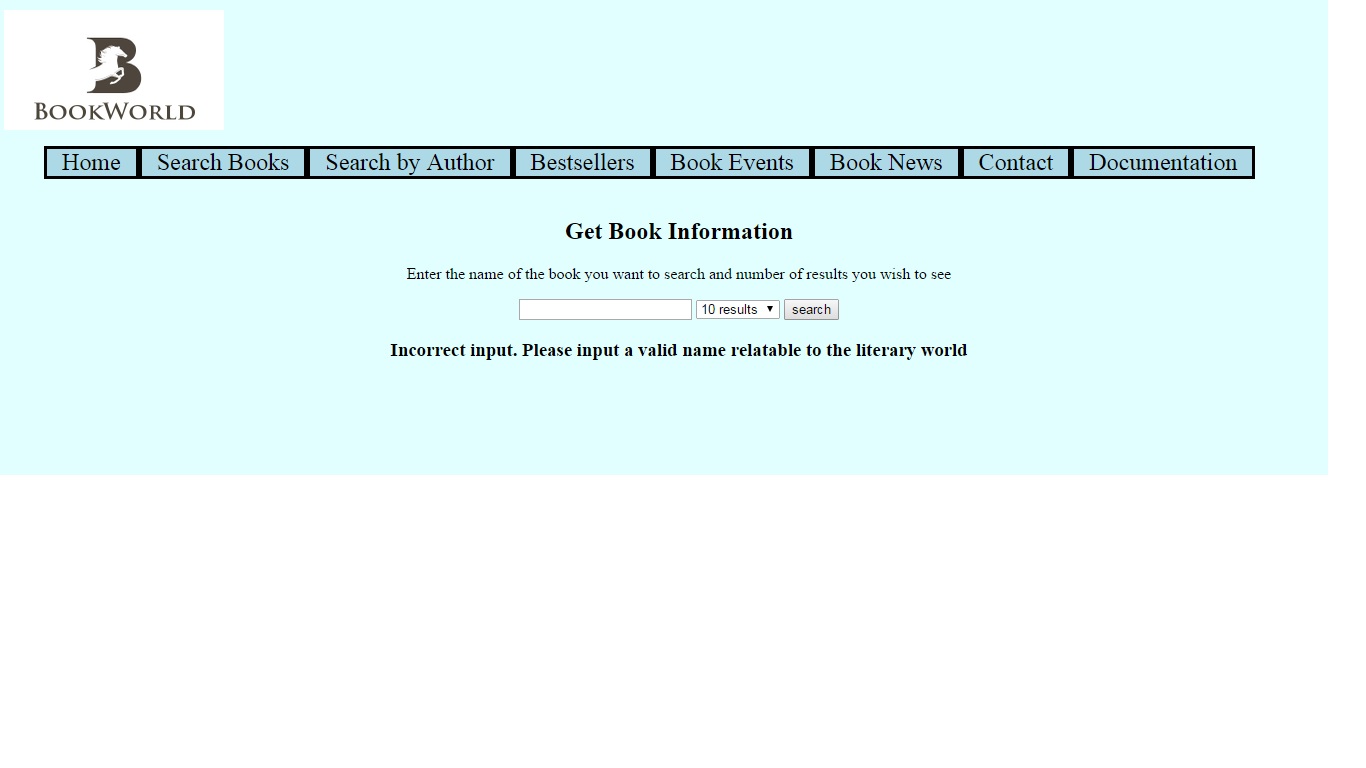 B
BOOKWORLD
Home Search Books Search by Author Bestsellers Book Events Book News Contact Documentation
Get Book Information
Enter the name of the book you want to search and number of results you wish to see
10 results search
Incorrect input. Please input a valid name relatable to the literary world